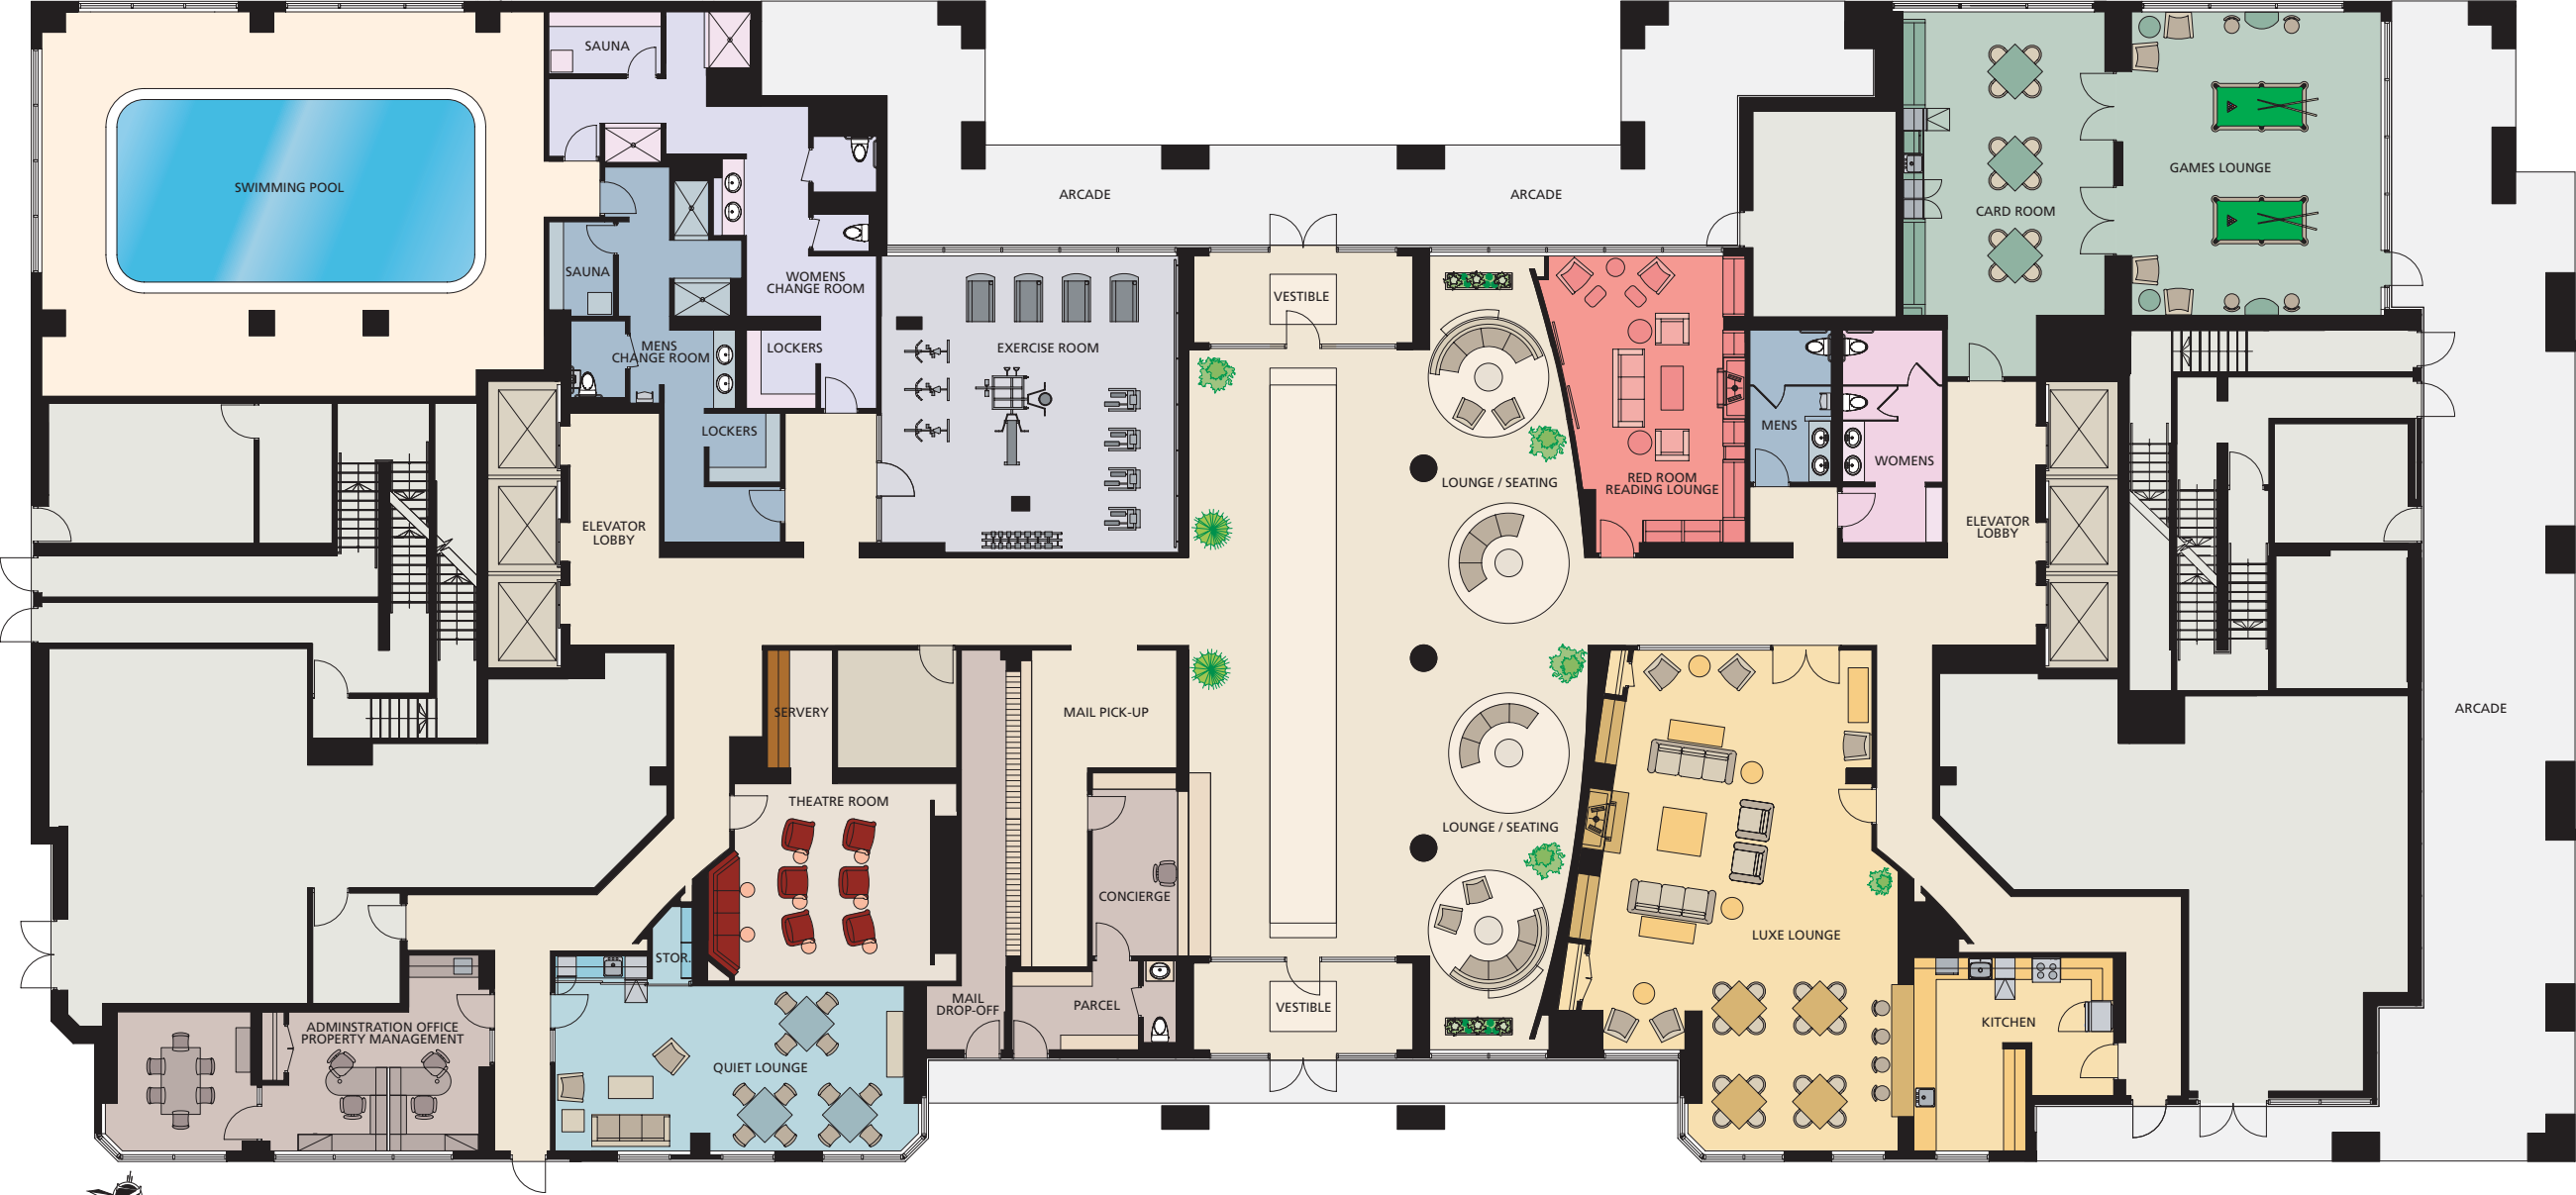 SAUNA
SWIMMING POOL
ARCADE
ARCADE
GAMES LOUNGE
CARD ROOM
SAUNA
WOMENS
CHANGE ROOM
VESTIBLE
MENS
CHANGE ROOM
LOCKERS
EXERCISE ROOM
LOCKERS
MENS
WOMENS
LOUNGE / SEATING
RED ROOM
READING LOUNGE
ELEVATOR
LOBBY
ELEVATOR
LOBBY
SERVERY
MAIL PICK-UP
ARCADE
THEATRE ROOM
LOUNGE / SEATING
CONCIERGE
LUXE LOUNGE
STOR.
MAIL
DROP-OFF
PARCEL
VESTIBLE
KITCHEN
ADMINSTRATION OFFICE
PROPERTY MANAGEMENT
QUIET LOUNGE